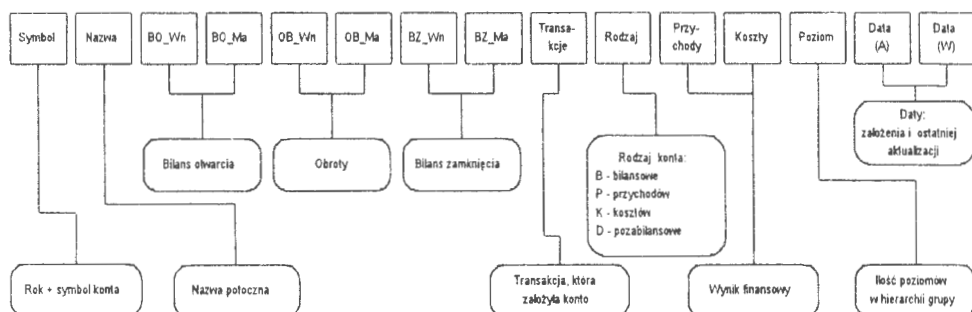 Symbol
Nazwa
BO_Wn
BO_Ma
OB_Wn
OB_Ma
BZ_Wn
BZ_Ma
Transa-
kcje
Rodzaj
Przy-
chody
Koszty
Poziom
Data
(A)
Data
(W)
Bilans otwarcia
Obroty
Bilans zamknięcia
Rodzaj konta:
B - bilansowe
P - przychodów
K - kosztów
D - pozabilansowe
Daty:
założenia i ostatniej
aktualizacji
Rok + symbol konta
Nazwa potoczna
Transakcja, która
założyła konto
Wynik finansowy
Ilość poziomów
w hierarchii grupy